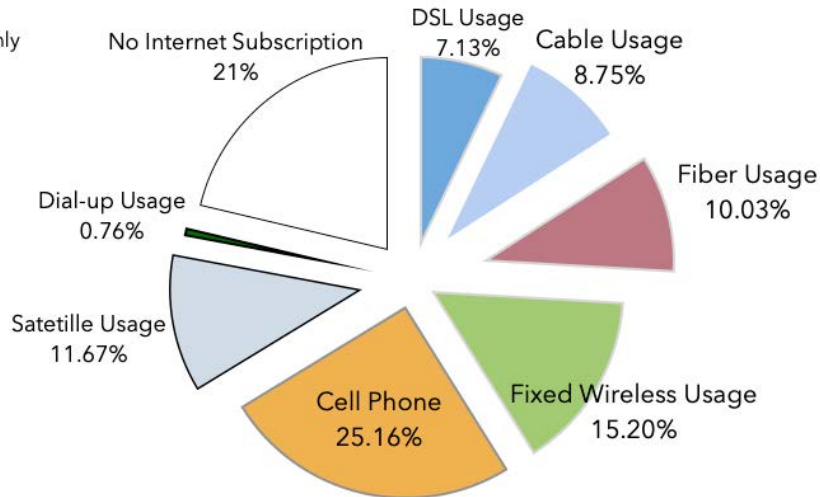 DSL Usage
7.13%
Cable Usage
8.75%
No Internet Subscription
21%
Fiber Usage
10.03%
Dial-up Usage
0.76%
Satetille Usage
11.67%
Cell Phone
25.16%
Fixed Wireless Usage
15.20%